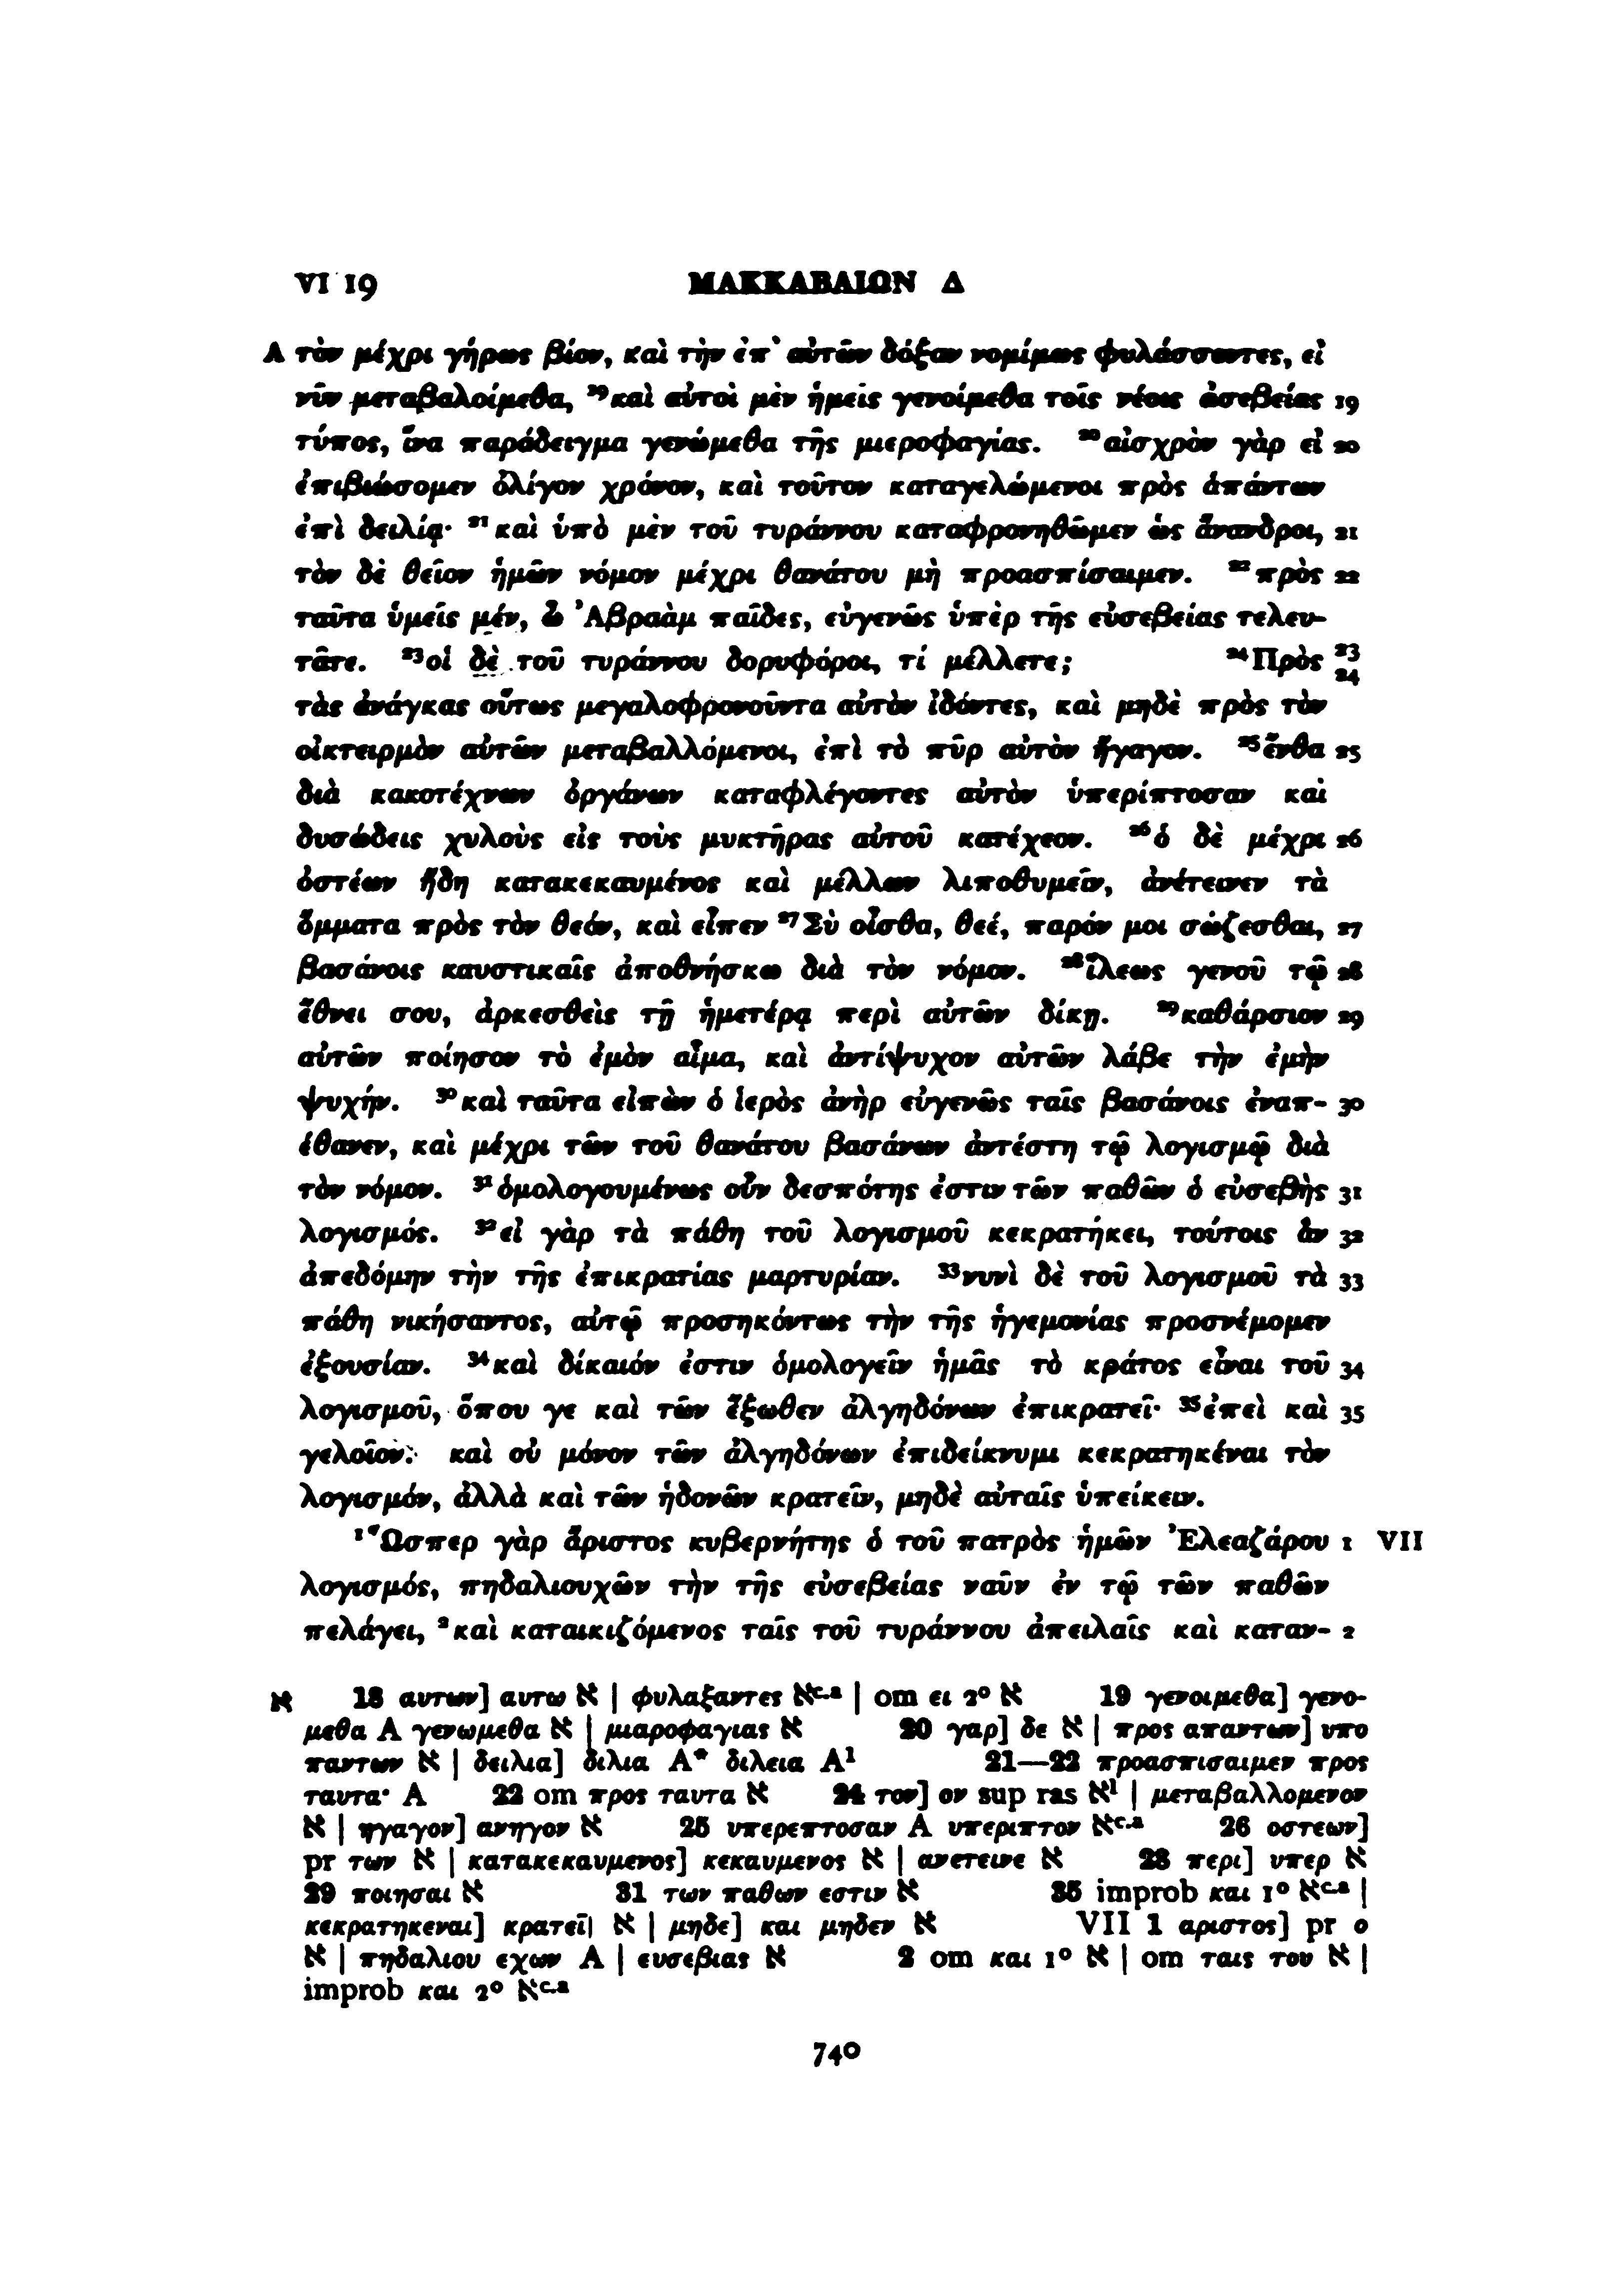 VI 19 ΜΑΚΚΑΒΑΙΩΝ Δ
A τὸν μέχρι γήρως βίον, καὶ τὴν ἐπ᾽ αὐτῶν δόξαν νομίμως φυλάσσοντες, εἰ
νῦν μεταβαλοίμεθα, ¹⁹καὶ αὐτοὶ μὲν ἡμεῖς γενοίμεθα τοῖς νέοις ἀσεβείας 19
τύπος, ἵνα παράδειγμα γενώμεθα τῆς μιεροφαγίας. ²⁰αἰσχρὸν γὰρ εἰ 20
ἐπιβιώσομεν ὀλίγον χρόνον, καὶ τοῦτον καταγελώμενοι πρὸς ἁπάντων
ἐπὶ δειλίᾳ· ²¹καὶ ὑπὸ μὲν τοῦ τυράννου καταφρονηθῶμεν ὡς ἄνανδροι, 21
τὸν δὲ θεῖον ἡμῶν νόμον μέχρι θανάτου μὴ προασπίσαιμεν. ²²πρὸς 22
ταῦτα ὑμεῖς μέν, ὦ Ἀβραὰμ παῖδες, εὐγενῶς ὑπὲρ τῆς εὐσεβείας τελευ-
τᾶτε. ²³οἱ δὲ τοῦ τυράννου δορυφόροι, τί μέλλετε; ²⁴Πρὸς 23 24
τὰς ἀνάγκας οὕτως μεγαλοφρονοῦντα αὐτὸν ἰδόντες, καὶ μηδὲ πρὸς τὸν
οἰκτειρμὸν αὐτῶν μεταβαλλόμενοι, ἐπὶ τὸ πῦρ αὐτὸν ἤγαγον. ²⁵ἔνθα 25
διὰ κακοτέχνων ὀργάνων καταφλέγοντες αὐτὸν ὑπερίπτοσαν καὶ
δυσώδεις χυλοὺς εἰς τοὺς μυκτῆρας αὐτοῦ κατέχεον. ²⁶ὁ δὲ μέχρι 26
ὀστέων ἤδη κατακεκαυμένος καὶ μέλλων λιποθυμεῖν, ἀνέτεινεν τὰ
ὄμματα πρὸς τὸν θεόν, καὶ εἶπεν ²⁷Σὺ οἶσθα, θεέ, παρόν μοι σώζεσθαι, 27
βασάνοις καυστικαῖς ἀποθνήσκω διὰ τὸν νόμον. ²⁸ἵλεως γενοῦ τῷ 28
ἔθνει σου, ἀρκεσθεὶς τῇ ἡμετέρᾳ περὶ αὐτῶν δίκῃ. ²⁹καθάρσιον 29
αὐτῶν ποίησον τὸ ἐμὸν αἷμα, καὶ ἀντίψυχον αὐτῶν λάβε τὴν ἐμὴν
ψυχήν. ³⁰καὶ ταῦτα εἰπὼν ὁ ἱερὸς ἀνὴρ εὐγενῶς ταῖς βασάνοις ἐναπ- 30
έθανεν, καὶ μέχρι τῶν τοῦ θανάτου βασάνων ἀντέστη τῷ λογισμῷ διὰ
τὸν νόμον. ³¹ὁμολογουμένως οὖν δεσπότης ἐστιν τῶν παθῶν ὁ εὐσεβὴς 31
λογισμός. ³²εἰ γὰρ τὰ πάθη τοῦ λογισμοῦ κεκρατήκει, τούτοις ἂν 32
ἀπεδόμην τὴν τῆς ἐπικρατίας μαρτυρίαν. ³³νυνὶ δὲ τοῦ λογισμοῦ τὰ 33
πάθη νικήσαντος, αὐτῷ προσηκόντως τὴν τῆς ἡγεμονίας προσνέμομεν
ἐξουσίαν. ³⁴καὶ δίκαιόν ἐστιν ὁμολογεῖν ἡμᾶς τὸ κράτος εἶναι τοῦ 34
λογισμοῦ, ὅπου γε καὶ τῶν ἔξωθεν ἀλγηδόνων ἐπικρατεῖ· ³⁵ἐπεὶ καὶ 35
γελοῖον· καὶ οὐ μόνον τῶν ἀλγηδόνων ἐπιδείκνυμι κεκρατηκέναι τὸν
λογισμόν, ἀλλὰ καὶ τῶν ἡδονῶν κρατεῖν, μηδὲ αὐταῖς ὑπείκειν.
¹Ὥσπερ γὰρ ἄριστος κυβερνήτης ὁ τοῦ πατρὸς ἡμῶν Ἐλεαζάρου 1 VII
λογισμός, πηδαλιουχῶν τὴν τῆς εὐσεβείας ναῦν ἐν τῷ τῶν παθῶν
πελάγει, ²καὶ καταικιζόμενος ταῖς τοῦ τυράννου ἀπειλαῖς καὶ καταν- 2
א 18 αυτων] αυτω א | φυλαξαντες אᶜ·ᵃ | om ει 2° א 19 γενοιμεθα] γενο-
μεθα A γενωμεθα א | μιαροφαγιας א 20 γαρ] δε א | προς απαντων] υπο
παντων א | δειλια] διλια A* διλεια A¹ 21—22 προασπισαιμεν προς
ταυτα· A 22 om προς ταυτα א 24 τον] ον sup ras א¹ | μεταβαλλομενον
א | ηγαγον] ανηγον א 25 υπερεπτοσαν A υπεριπτον אᶜ·ᵃ 26 οστεων]
pr των א | κατακεκαυμενος] κεκαυμενος א | ανετεινε א 28 περι] υπερ א
29 ποιησαι א 31 των παθων εστιν א 35 improb και 1° אᶜ·ᵃ |
κεκρατηκεναι] κρατεῖ| א | μηδε] και μηδεν א VII 1 αριστος] pr ο
א | πηδαλιου εχων A | ευσεβιας א 2 om και 1° א | om ταις του א |
improb και 2° אᶜ·ᵃ
740